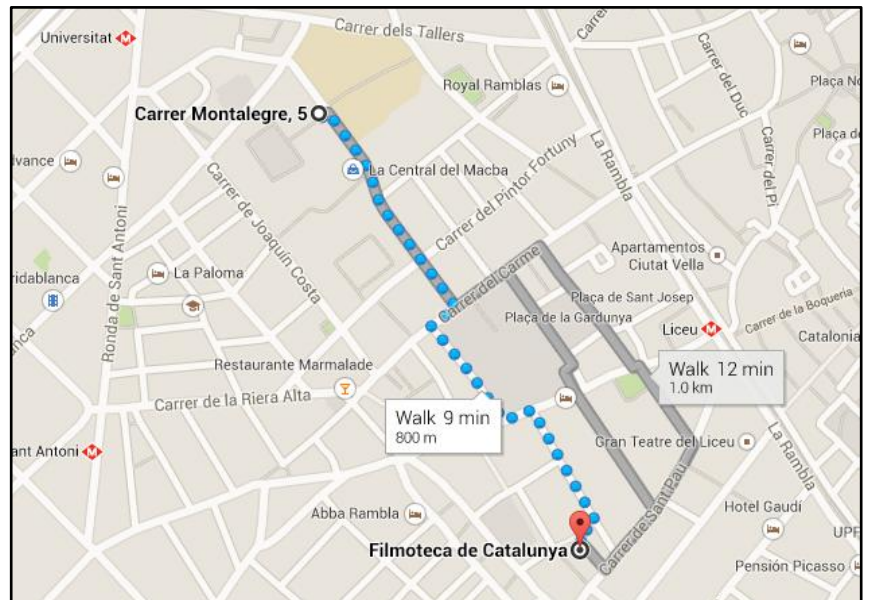 Carrer dels Tallers
Carrer
Universitat
Royal Ramblas
Carrer del Duc
Plaça No
Carrer Montalegre, 5
La Rambla
Plaça d
Carrer del Pi
Carrer del Pintor Fortuny
dvance
La Central del Macba
Carrer de Joaquín Costa
Ronda de Sant Antoni
Apartamentos
Ciutat Vella
ridablanca
La Paloma
Carrer del Carme
Plaça de Sant Josep
Plaça de la Gardunya
Carrer de la Boqueria
Liceu
Catalonia
nca
Restaurante Marmalade
Walk 12 min
1.0 km
Carrer de la Riera Alta
Walk 9 min
800 m
ant Antoni
Gran Teatre del Liceu
La Rambla
Abba Rambla
Carrer de Sant Pau
Hotel Gaudí
UPF
Filmoteca de Catalunya
Pensión Picasso